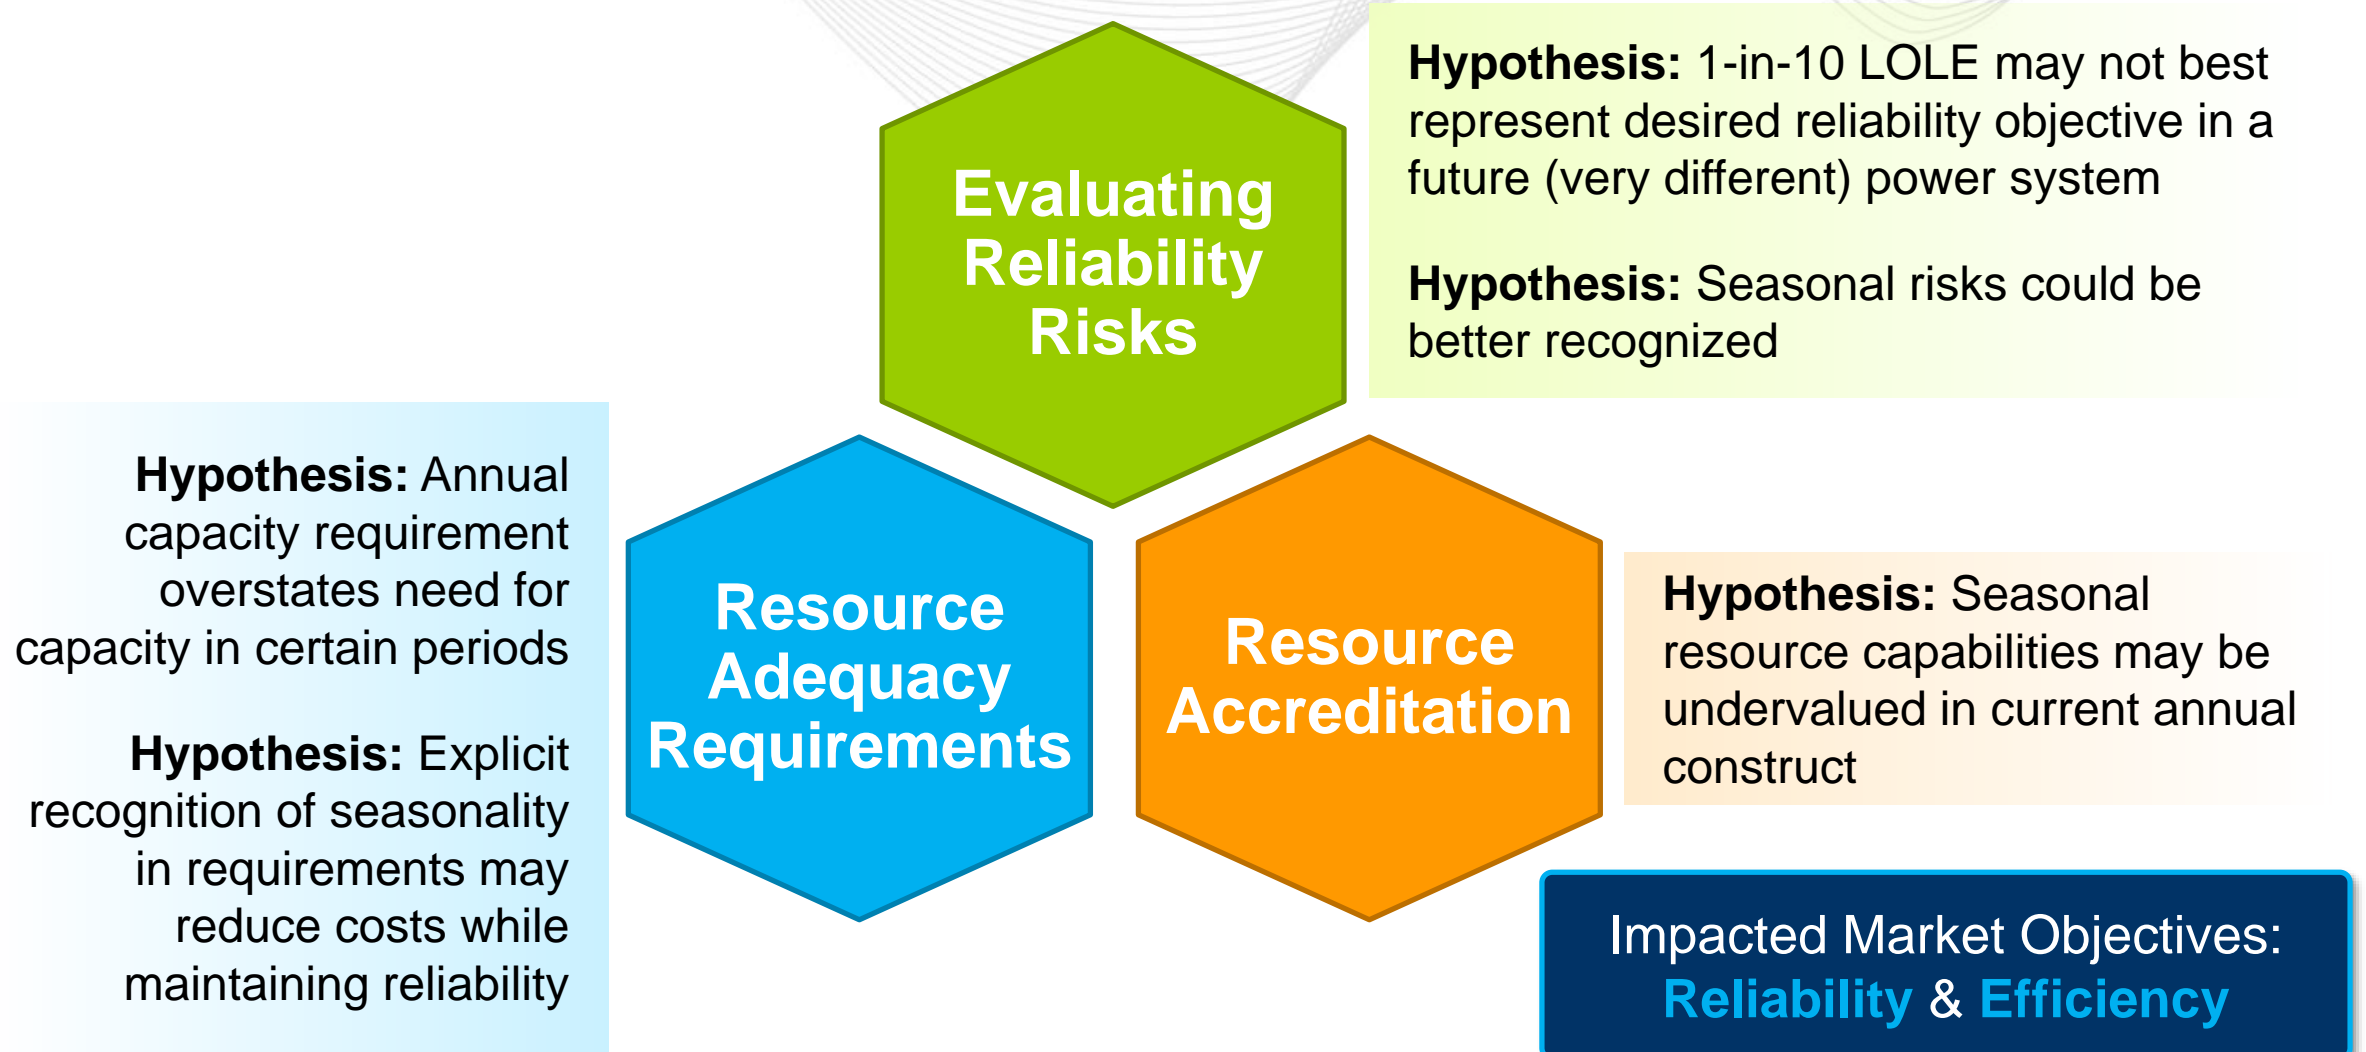 Evaluating
Reliability
Risks
Hypothesis: 1-in-10 LOLE may not best
represent desired reliability objective in a
future (very different) power system
Hypothesis: Seasonal risks could be
better recognized
Hypothesis: Annual
capacity requirement
overstates need for
capacity in certain periods
Hypothesis: Explicit
recognition of seasonality
in requirements may
reduce costs while
maintaining reliability
Resource
Adequacy
Requirements
Resource
Accreditation
Hypothesis: Seasonal
resource capabilities may be
undervalued in current annual
construct
Impacted Market Objectives:
Reliability & Efficiency